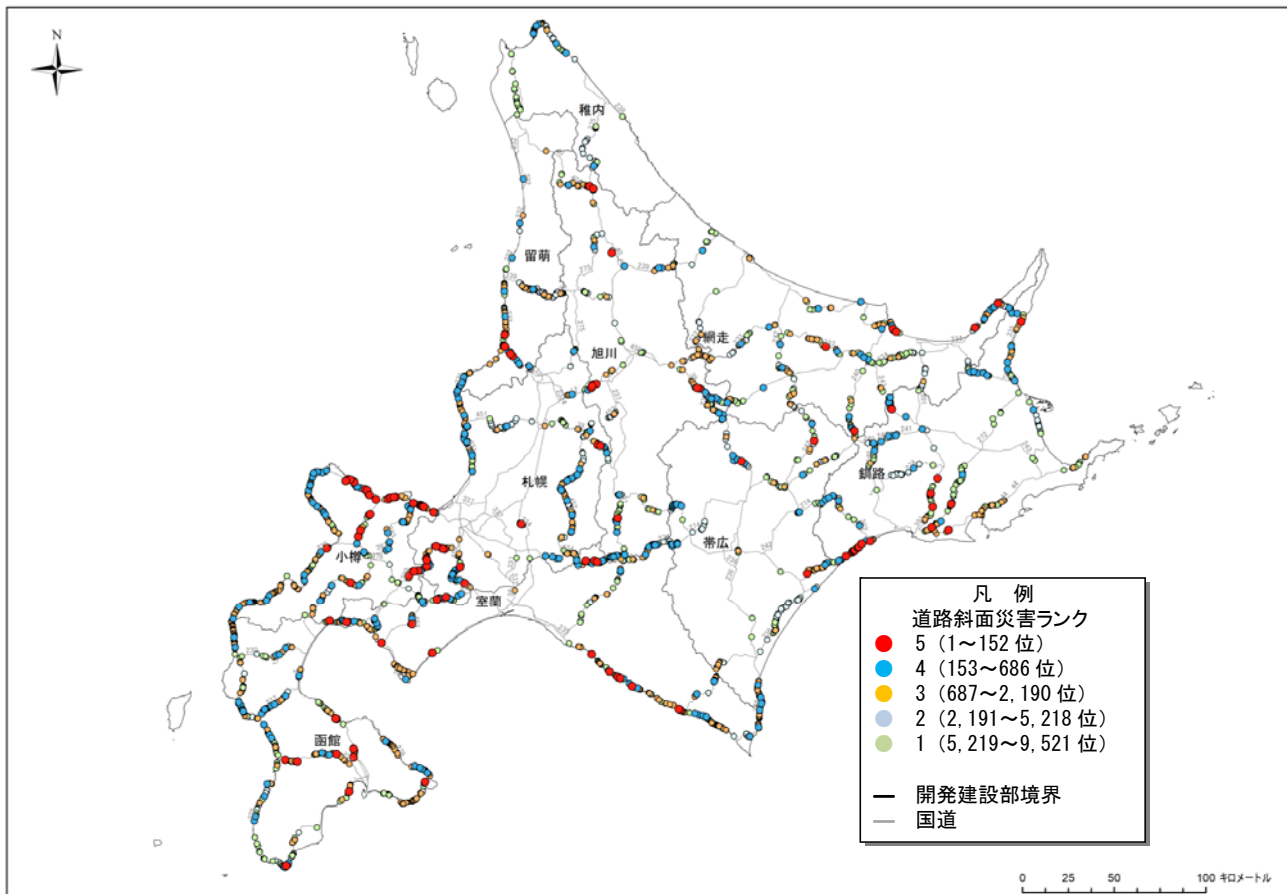 N
稚内
留萌
網走
旭川
札幌
釧路
帯広
小樽
室蘭
函館
凡 例
道路斜面災害ランク
5 (1~152 位)
4 (153~686 位)
3 (687~2, 190 位)
2 (2, 191~5, 218 位)
1 (5, 219~9, 521 位)
開発建設部境界
国道
0 25 50 100 キロメートル